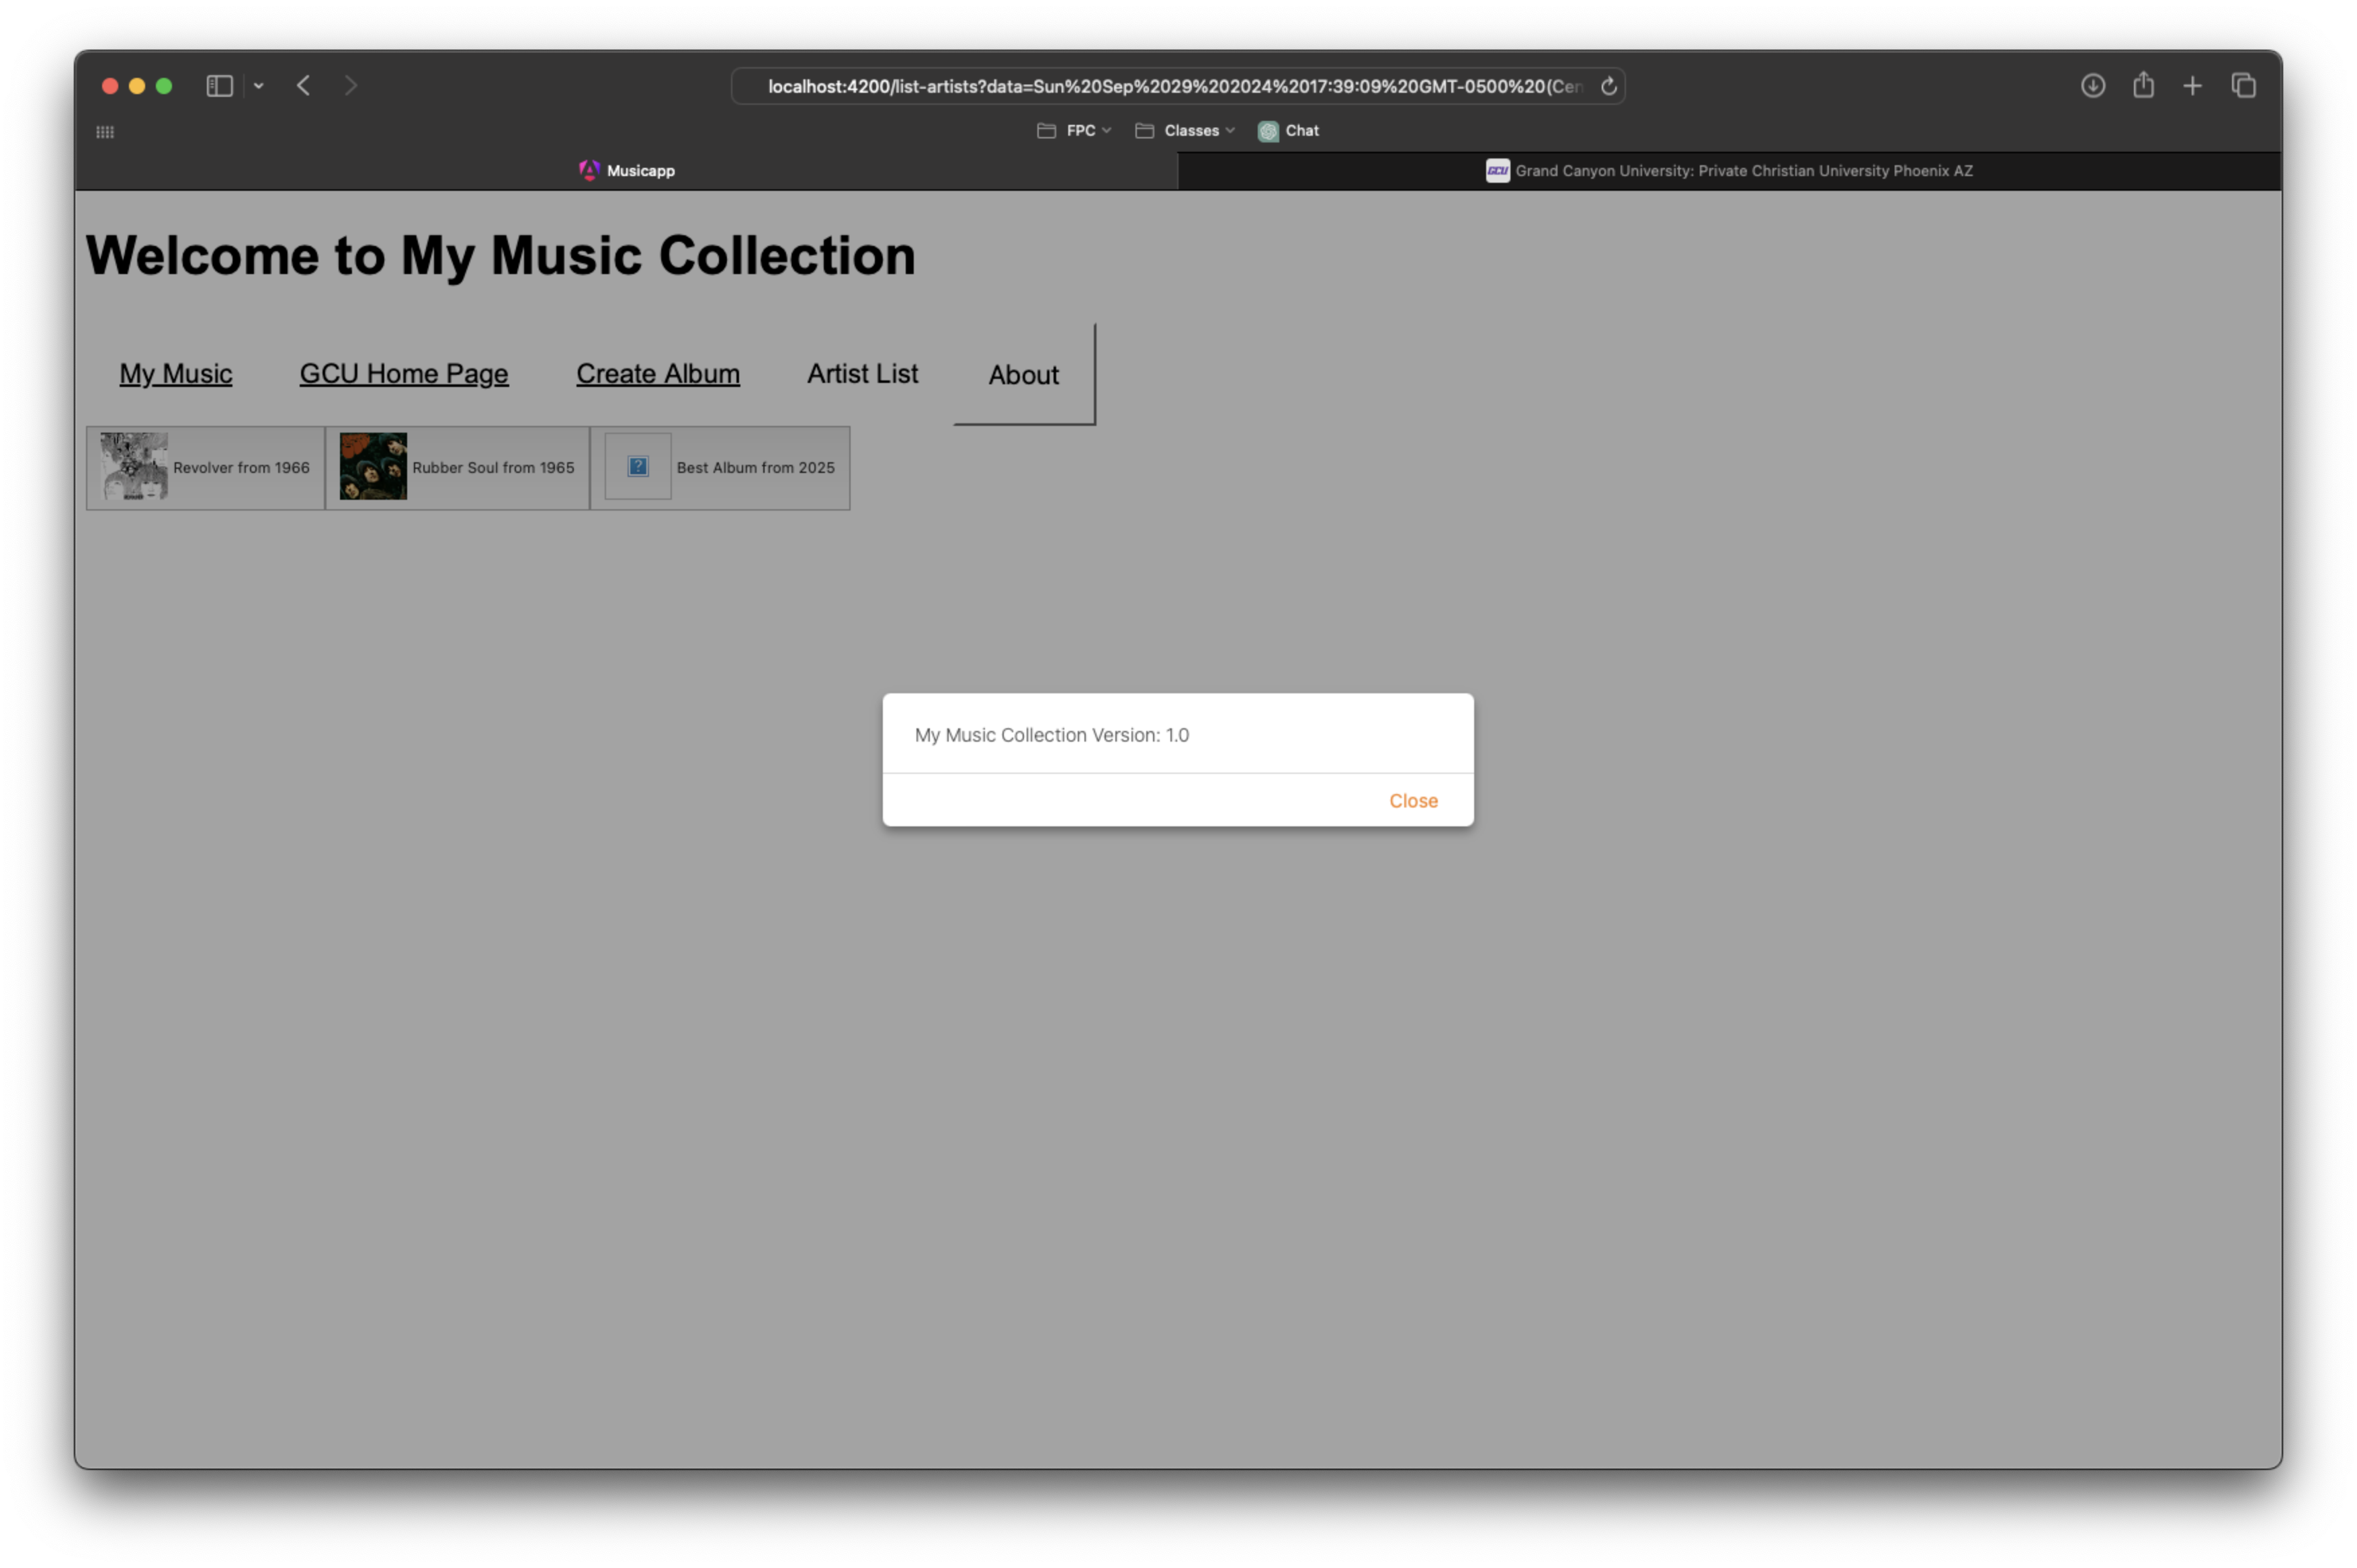 localhost:4200/list-artists?data=Sun%20Sep%2029%202024%2017:39:09%20GMT-0500%20(Cen
FPC Classes Chat
Musicapp GCU Grand Canyon University: Private Christian University Phoenix AZ
Welcome to My Music Collection
My Music GCU Home Page Create Album Artist List About
Revolver from 1966 Rubber Soul from 1965 ? Best Album from 2025
My Music Collection Version: 1.0
Close